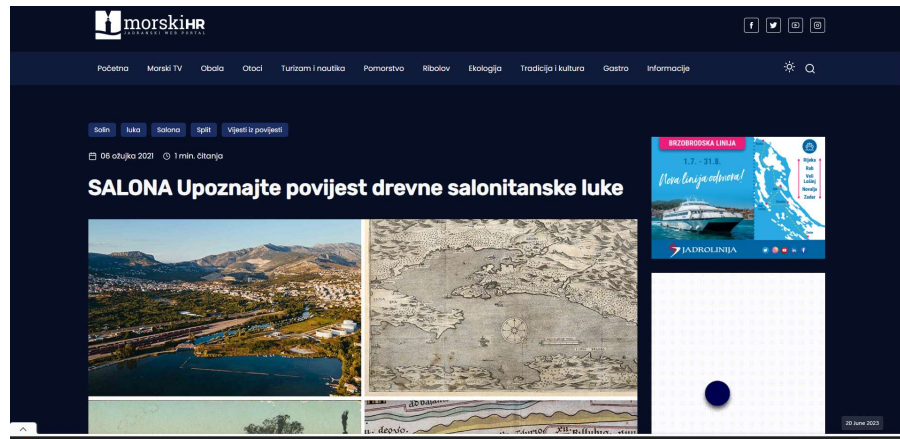 morskiHR
JADRANSKI WEB PORTAL
Početna Morski TV Obala Otoci Turizam i nautika Pomorstvo Ribolov Ekologija Tradicija i kultura Gastro Informacije
Solin luka Salona Split Vijesti iz povijesti
06 ožujka 2021 1 min. čitanja
SALONA Upoznajte povijest drevne salonitanske luke
BRZOBRODSKA LINIJA
1.7. - 31.8.
Nova linija odmora!
Rijeka
Rab
Veli
Lošinj
Novalja
Zadar
JADROLINIJA
20 June 2023